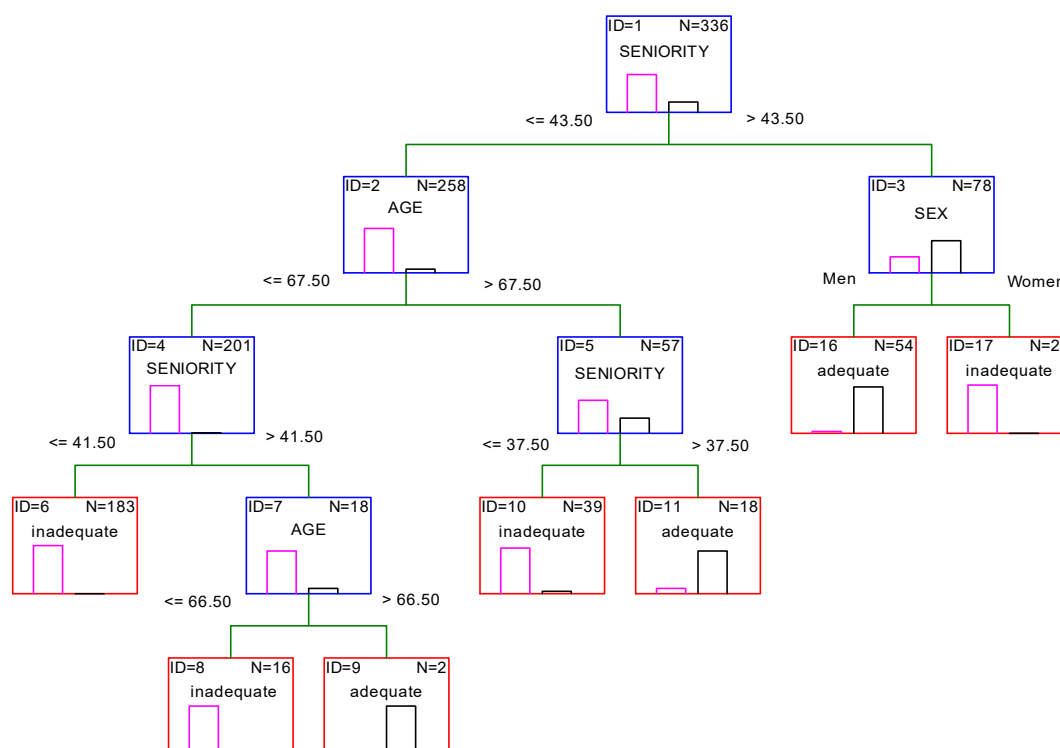 ID=1 N=336
SENIORITY
<= 43.50 > 43.50
ID=2 N=258
AGE
ID=3 N=78
SEX
<= 67.50 > 67.50
Men Women
ID=4 N=201
SENIORITY
ID=5 N=57
SENIORITY
ID=16 N=54
adequate
ID=17 N=2
inadequate
<= 41.50 > 41.50
<= 37.50 > 37.50
ID=6 N=183
inadequate
ID=7 N=18
AGE
ID=10 N=39
inadequate
ID=11 N=18
adequate
<= 66.50 > 66.50
ID=8 N=16
inadequate
ID=9 N=2
adequate